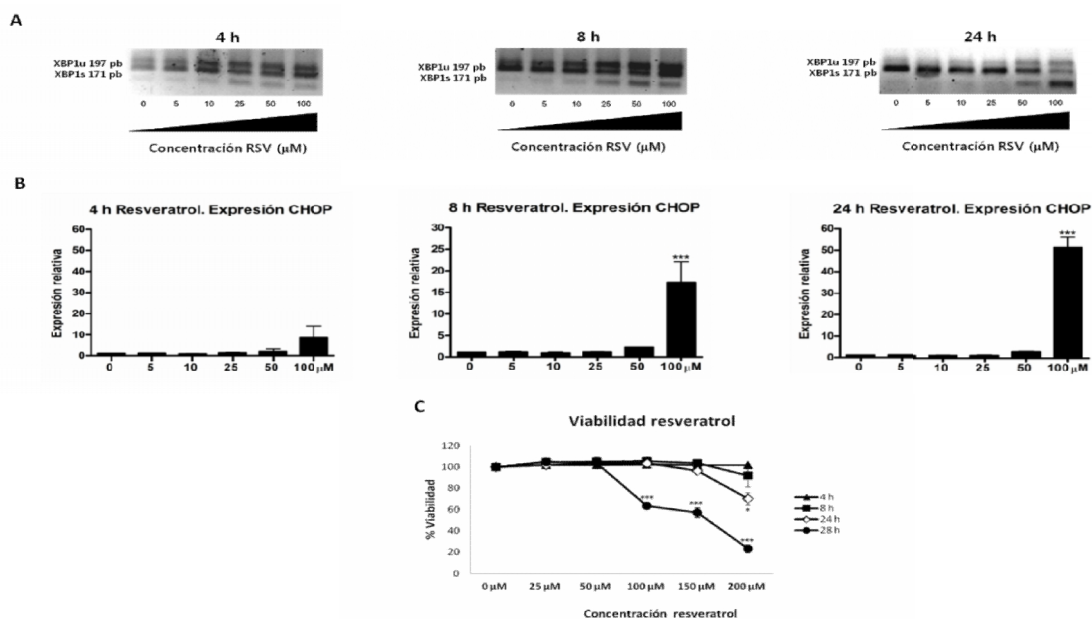 A
4 h
XBP1u 197 pb
XBP1s 171 pb
0 5 10 25 50 100
Concentración RSV (µM)
8 h
XBP1u 197 pb
XBP1s 171 pb
0 5 10 25 50 100
Concentración RSV (µM)
24 h
XBP1u 197 pb
XBP1s 171 pb
0 5 10 25 50 100
Concentración RSV (µM)
B
4 h Resveratrol. Expresión CHOP
Expresión relativa
60
50
40
30
20
10
0
0 5 10 25 50 100 µM
8 h Resveratrol. Expresión CHOP
Expresión relativa
30
25
20
15
10
5
0
***
0 5 10 25 50 100 µM
24 h Resveratrol. Expresión CHOP
Expresión relativa
60
50
40
30
20
10
0
***
0 5 10 25 50 100 µM
C
Viabilidad resveratrol
% Viabilidad
120
100
80
60
40
20
0
***
***
*
***
4 h
8 h
24 h
28 h
0 µM 25 µM 50 µM 100 µM 150 µM 200 µM
Concentración resveratrol